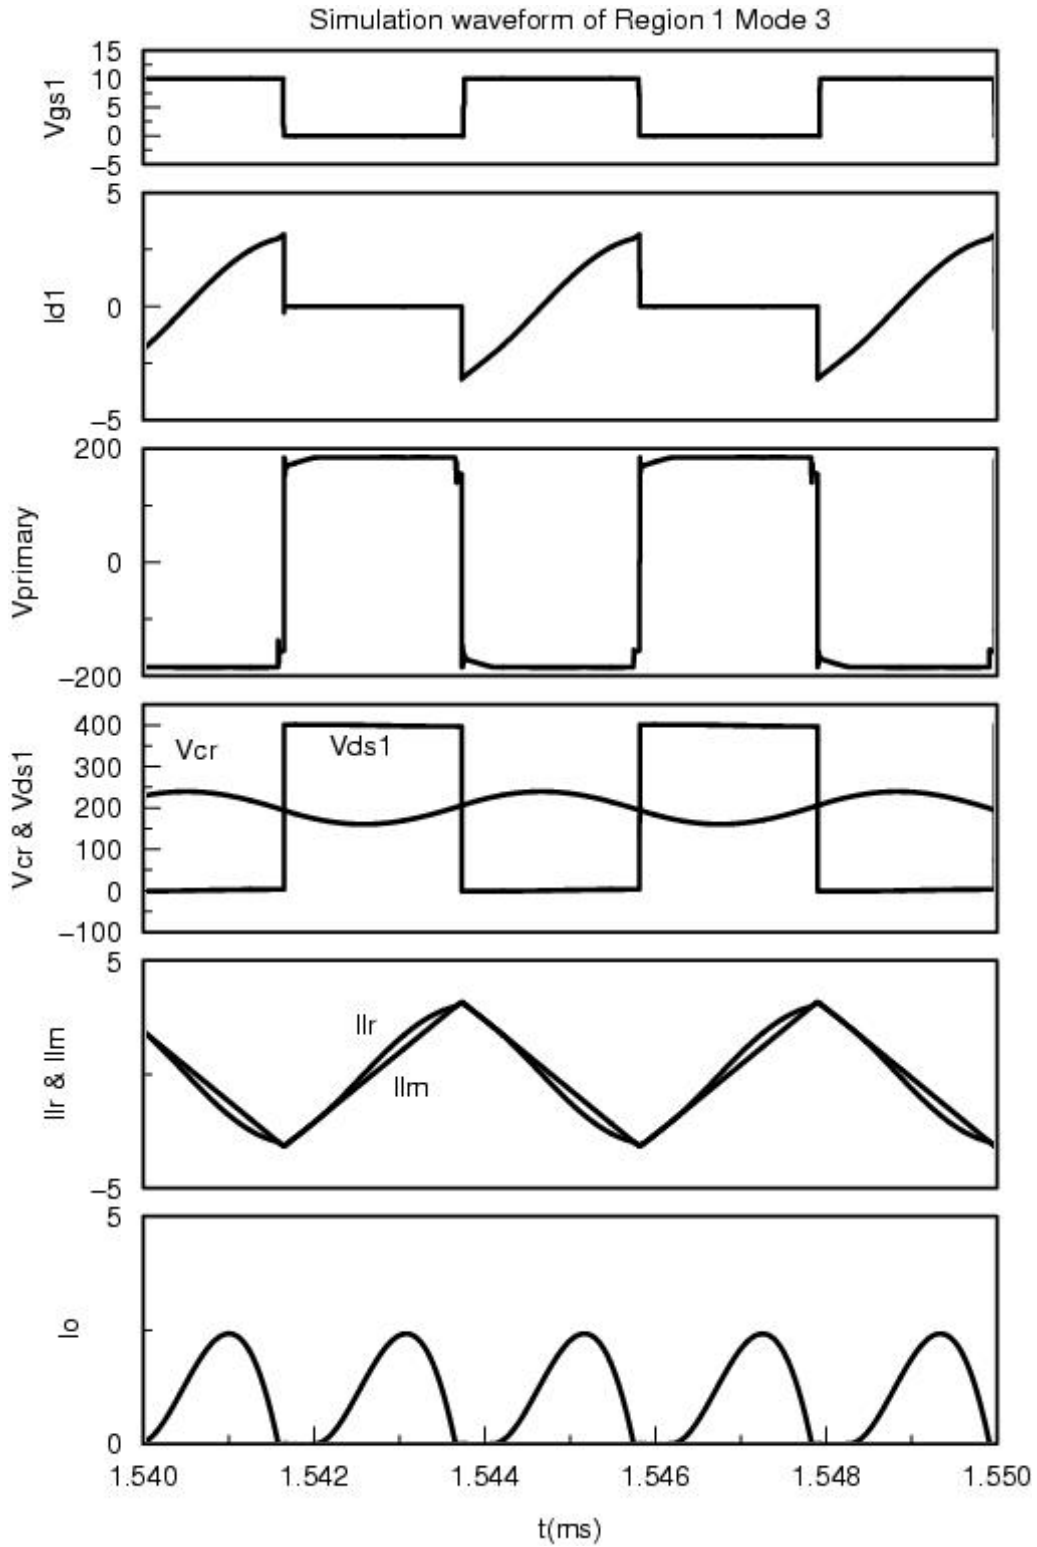 Simulation waveform of Region 1 Mode 3
Vgs1
15
10
5
0
−5
Id1
5
0
−5
Vprimary
200
0
−200
Vcr & Vds1
400
300
200
100
0
−100
Vcr
Vds1
Ilr & Ilm
5
−5
Ilr
Ilm
Io
5
0
1.540 1.542 1.544 1.546 1.548 1.550
t(ms)